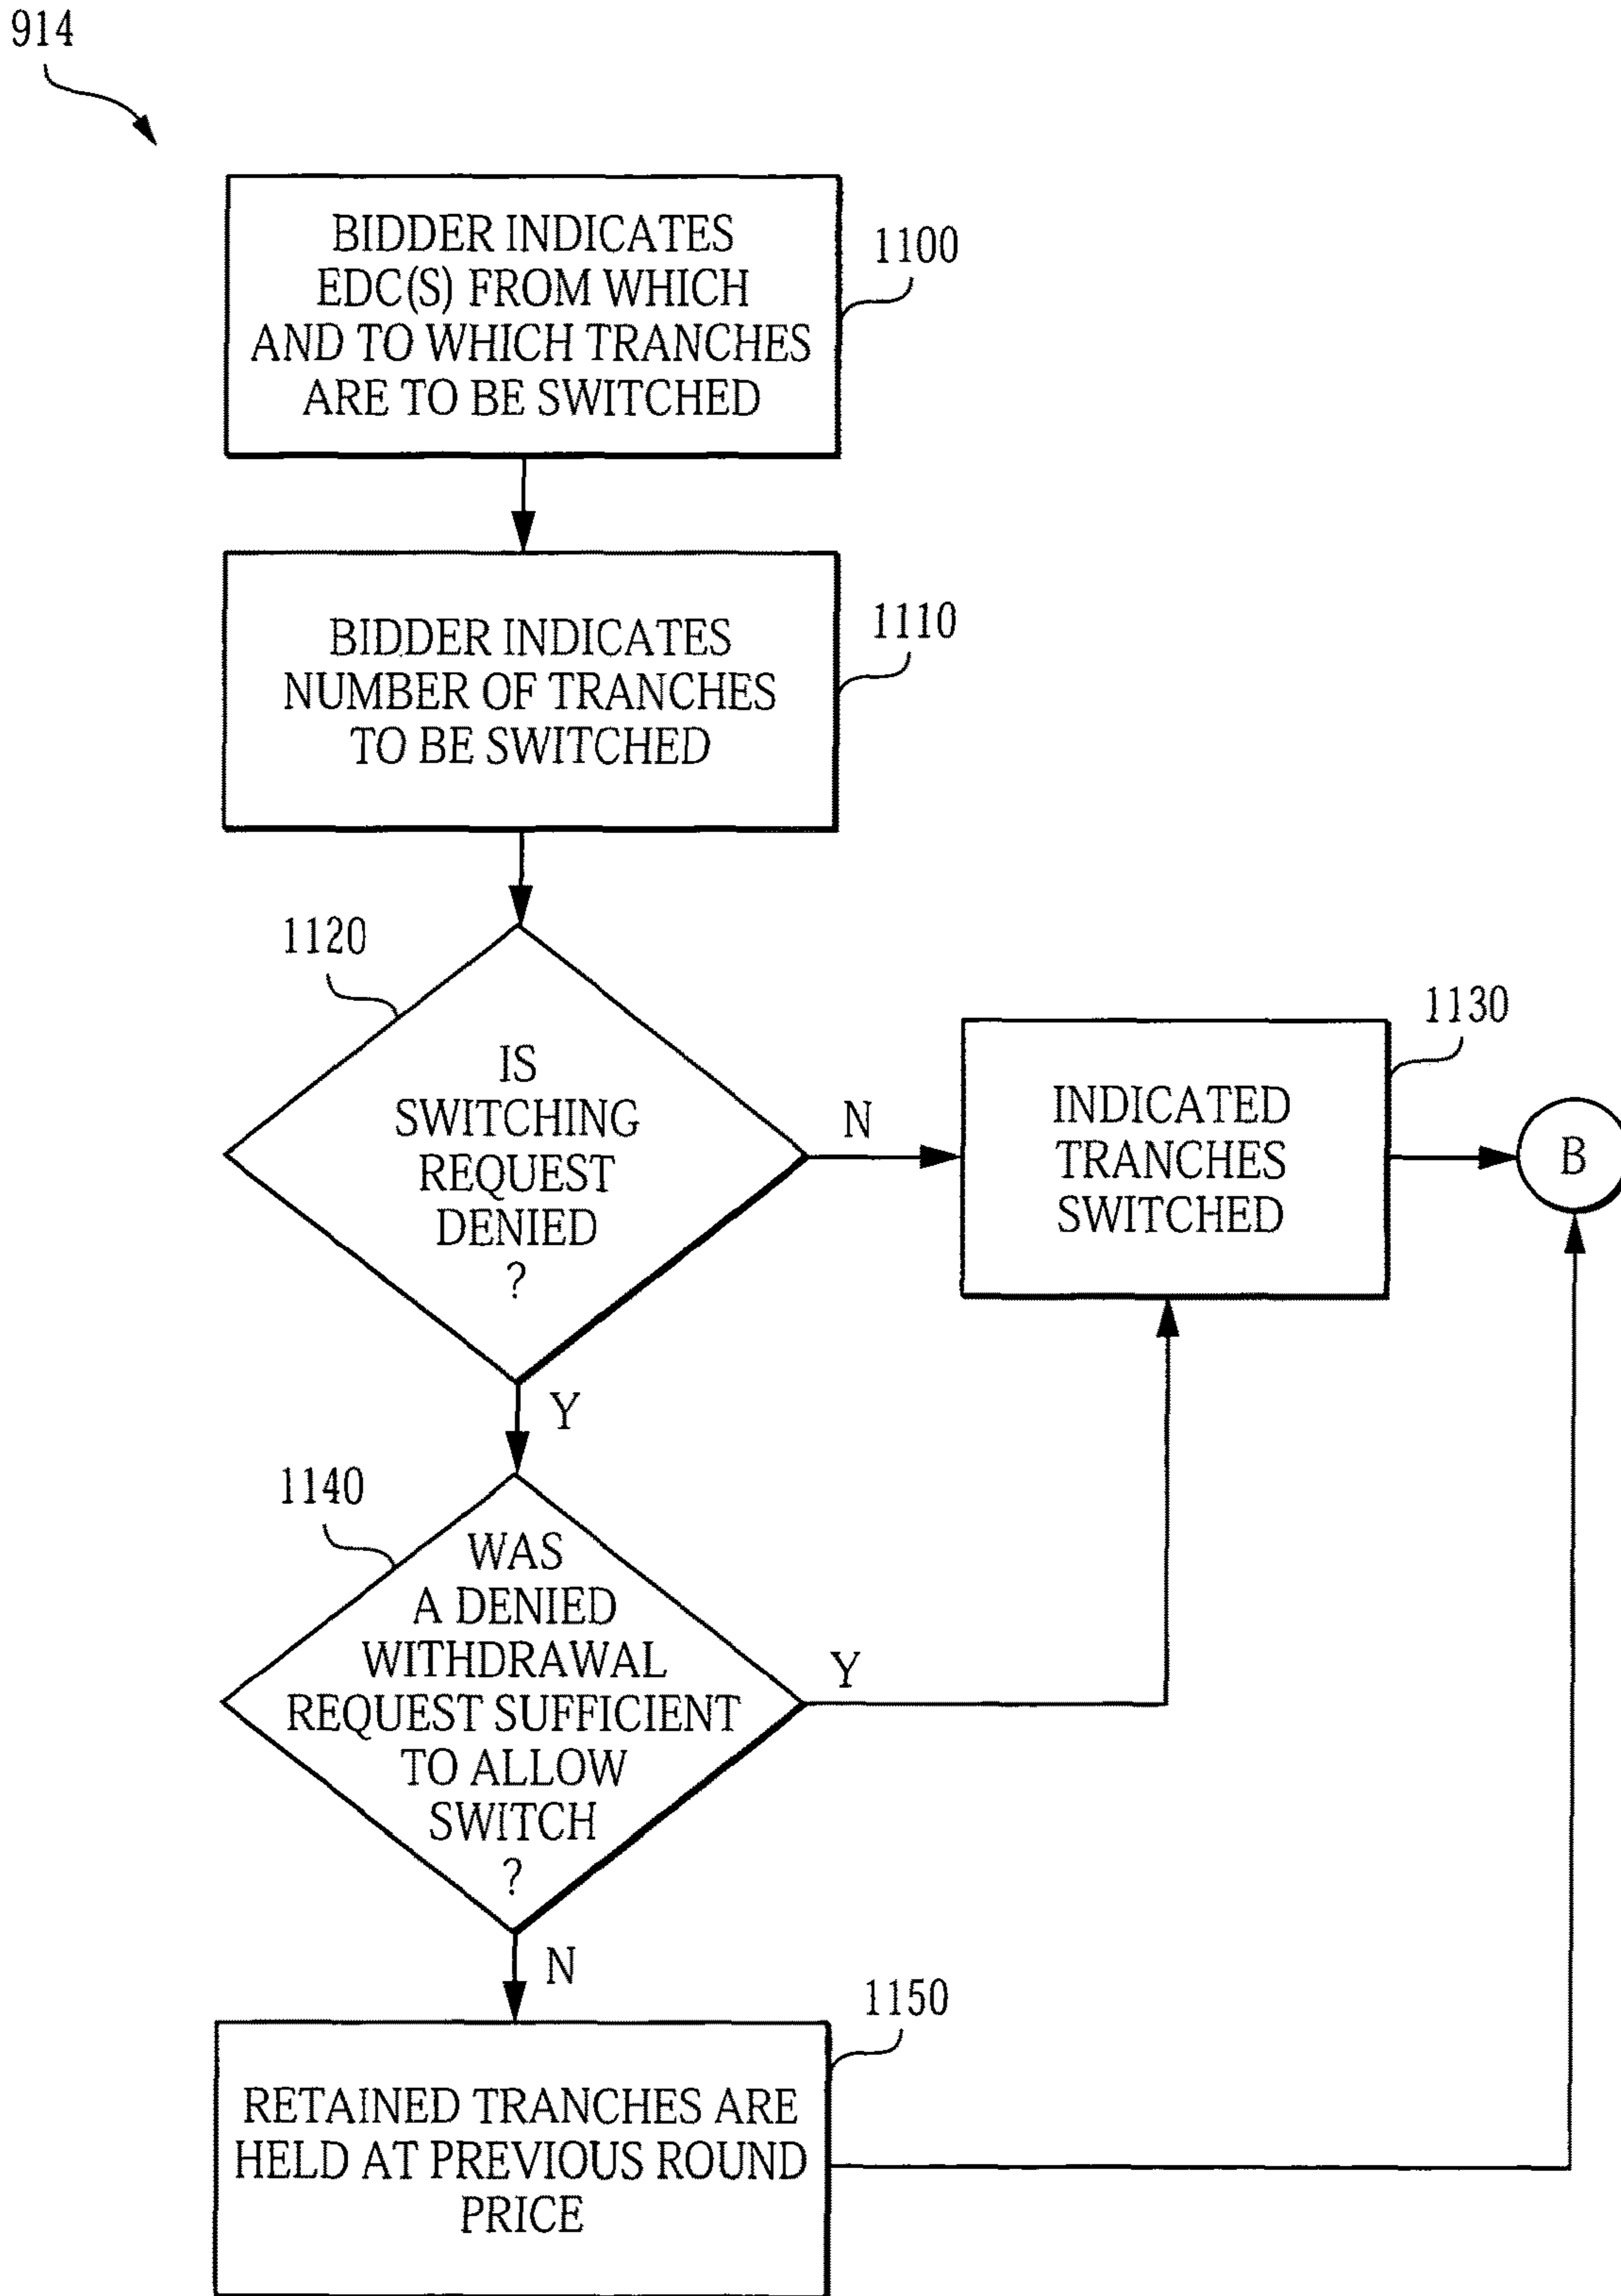 914
BIDDER INDICATES
EDC(S) FROM WHICH
AND TO WHICH TRANCHES
ARE TO BE SWITCHED
1100
BIDDER INDICATES
NUMBER OF TRANCHES
TO BE SWITCHED
1110
1120
IS
SWITCHING
REQUEST
DENIED
?
N
Y
INDICATED
TRANCHES
SWITCHED
1130
B
1140
WAS
A DENIED
WITHDRAWAL
REQUEST SUFFICIENT
TO ALLOW
SWITCH
?
Y
N
1150
RETAINED TRANCHES ARE
HELD AT PREVIOUS ROUND
PRICE